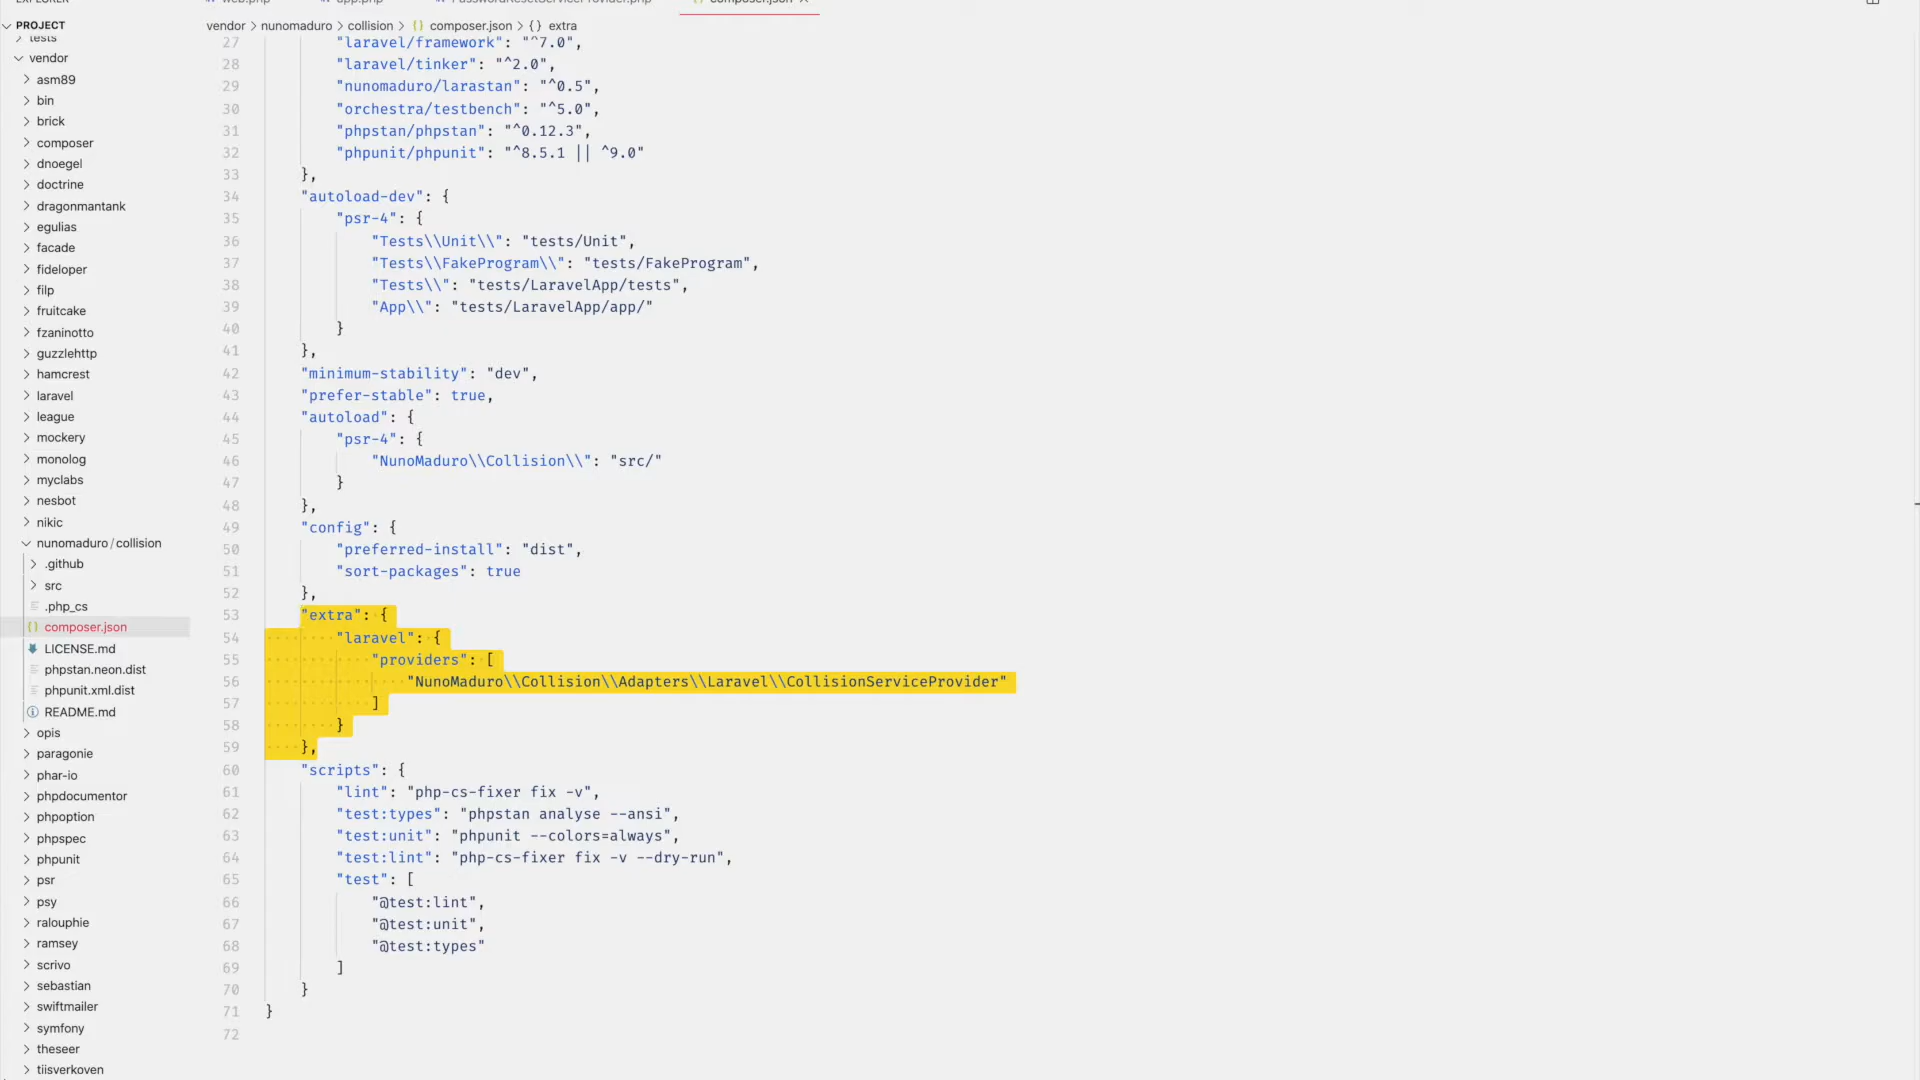 EXPLORER
web.php
app.php
PasswordResetServiceProvider.php
composer.json
PROJECT
vendor > nunomaduro > collision > {} composer.json > {} extra
tests
vendor
asm89
bin
brick
composer
dnoegel
doctrine
dragonmantank
egulias
facade
fideloper
filp
fruitcake
fzaninotto
guzzlehttp
hamcrest
laravel
league
mockery
monolog
myclabs
nesbot
nikic
nunomaduro / collision
.github
src
.php_cs
{} composer.json
LICENSE.md
phpstan.neon.dist
phpunit.xml.dist
README.md
opis
paragonie
phar-io
phpdocumentor
phpoption
phpspec
phpunit
psr
psy
ralouphie
ramsey
scrivo
sebastian
swiftmailer
symfony
theseer
tiisverkoven
27 "laravel/framework": "^7.0",
28 "laravel/tinker": "^2.0",
29 "nunomaduro/larastan": "^0.5",
30 "orchestra/testbench": "^5.0",
31 "phpstan/phpstan": "^0.12.3",
32 "phpunit/phpunit": "^8.5.1 || ^9.0"
33 },
34 "autoload-dev": {
35 "psr-4": {
36 "Tests\\Unit\\": "tests/Unit",
37 "Tests\\FakeProgram\\": "tests/FakeProgram",
38 "Tests\\": "tests/LaravelApp/tests",
39 "App\\": "tests/LaravelApp/app/"
40 }
41 },
42 "minimum-stability": "dev",
43 "prefer-stable": true,
44 "autoload": {
45 "psr-4": {
46 "NunoMaduro\\Collision\\": "src/"
47 }
48 },
49 "config": {
50 "preferred-install": "dist",
51 "sort-packages": true
52 },
53 "extra": {
54 "laravel": {
55 "providers": [
56 "NunoMaduro\\Collision\\Adapters\\Laravel\\CollisionServiceProvider"
57 ]
58 }
59 },
60 "scripts": {
61 "lint": "php-cs-fixer fix -v",
62 "test:types": "phpstan analyse --ansi",
63 "test:unit": "phpunit --colors=always",
64 "test:lint": "php-cs-fixer fix -v --dry-run",
65 "test": [
66 "@test:lint",
67 "@test:unit",
68 "@test:types"
69 ]
70 }
71 }
72